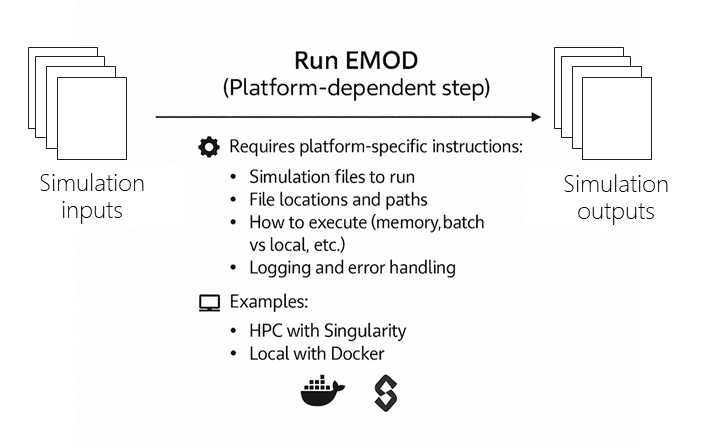 Run EMOD
(Platform-dependent step)
Simulation
inputs
Requires platform-specific instructions:
• Simulation files to run
• File locations and paths
• How to execute (memory,batch
vs local, etc.)
• Logging and error handling
Examples:
• HPC with Singularity
• Local with Docker
Simulation
outputs